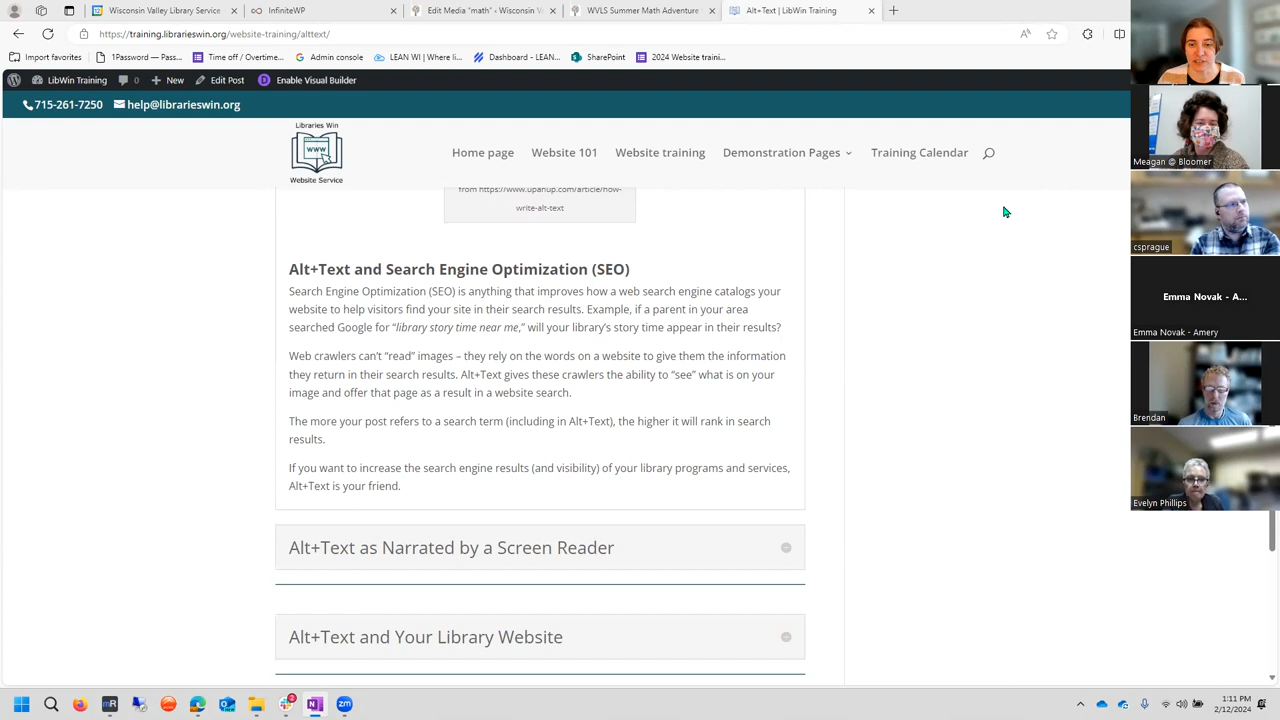 Wisconsin Valley Library Service
InfiniteWP
Edit Media "math" ‹ Wisconsin V
WVLS Summer Math Adventure
Alt+Text | LibWin Training
https://training.librarieswin.org/website-training/alttext/
Import favorites
1Password — Pass...
Time off / Overtime...
Admin console
LEAN WI | Where li...
Dashboard - LEAN...
SharePoint
2024 Website traini...
LibWin Training
0
New
Edit Post
Enable Visual Builder
715-261-7250
help@librarieswin.org
Libraries Win
WWW
Website Service
Home page
Website 101
Website training
Demonstration Pages
Training Calendar
from https://www.upanup.com/article/how-
write-alt-text
Alt+Text and Search Engine Optimization (SEO)
Search Engine Optimization (SEO) is anything that improves how a web search engine catalogs your
website to help visitors find your site in their search results. Example, if a parent in your area
searched Google for “library story time near me,” will your library’s story time appear in their results?
Web crawlers can’t “read” images – they rely on the words on a website to give them the information
they return in their search results. Alt+Text gives these crawlers the ability to “see” what is on your
image and offer that page as a result in a website search.
The more your post refers to a search term (including in Alt+Text), the higher it will rank in search
results.
If you want to increase the search engine results (and visibility) of your library programs and services,
Alt+Text is your friend.
Alt+Text as Narrated by a Screen Reader
Alt+Text and Your Library Website
Meagan @ Bloomer
csprague
Emma Novak - A...
Emma Novak - Amery
Brendan
Evelyn Phillips
mR
2
N
zm
1:11 PM
2/12/2024